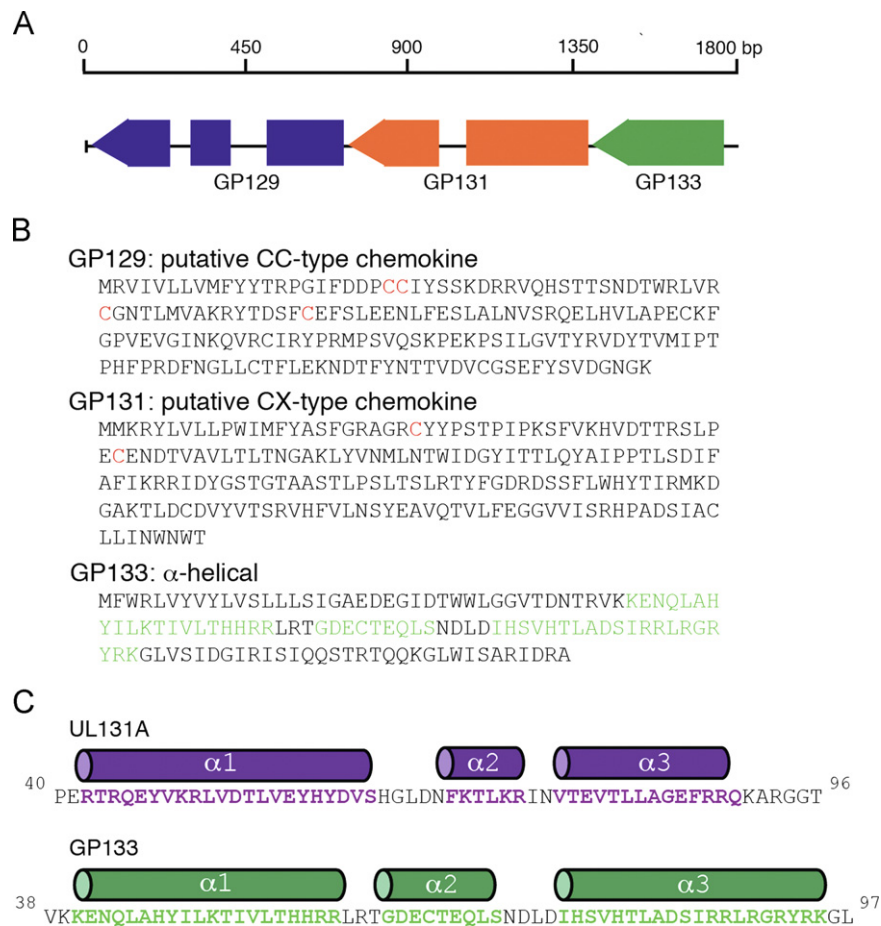 A
0 450 900 1350 1800 bp
GP129 GP131 GP133
B
GP129: putative CC-type chemokine
MRVIVLLVMFYYTRPGIFDDPCCIYSSKDRRVQHSTTSNDTWRLVR
CGNTLMVAKRYTDSFCEFSLEENLFESLALNVSRQELHVLAPECKF
GPVEVGINKQVRCIRYPRMPSVQSKPEKPSILGVTYRVDYTVMIPT
PHFPRDFNGLLCTFLEKNDTFYNTTVDVCGSEFYSVDGNGK
GP131: putative CX-type chemokine
MMKRYLVLLPWIMFYASFGRAGRCYYPSTPIPKSFVKHVDTTRSLP
ECENDTVAVLTLTNGAKLYVNMLNTWIDGYITTLQYAIPPTLSDIF
AFIKRRIDYGSTGTAASTLPSLTSLRTYFGDRDSSFLWHYTIRMKD
GAKTLDCDVYVTSRVHFVLNSYEAVQTVLFEGGVVISRHPADSIAC
LLINWNWT
GP133: α-helical
MFWRLVYVYLVSLLLSIGAEDEGIDTWWLGGVTDNTRVKKENQLAH
YILKTIVLTHHRRLRTGDECTEQLSNDLDIHSVHTLADSIRRLRGR
YRKGLVSIDGIRISIQQSTRTQQKGLWISARIDRA
C
UL131A
α1 α2 α3
40 PERTRQEYVKRLVDTLVEYHYDVSHGLDNFKTLKRINVTEVTLLAGEFRRQKARGGT 96
GP133
α1 α2 α3
38 VKKENQLAHYILKTIVLTHHRRLRTGDECTEQLSNDLDIHSVHTLADSIRRLRGRYRKGL 97